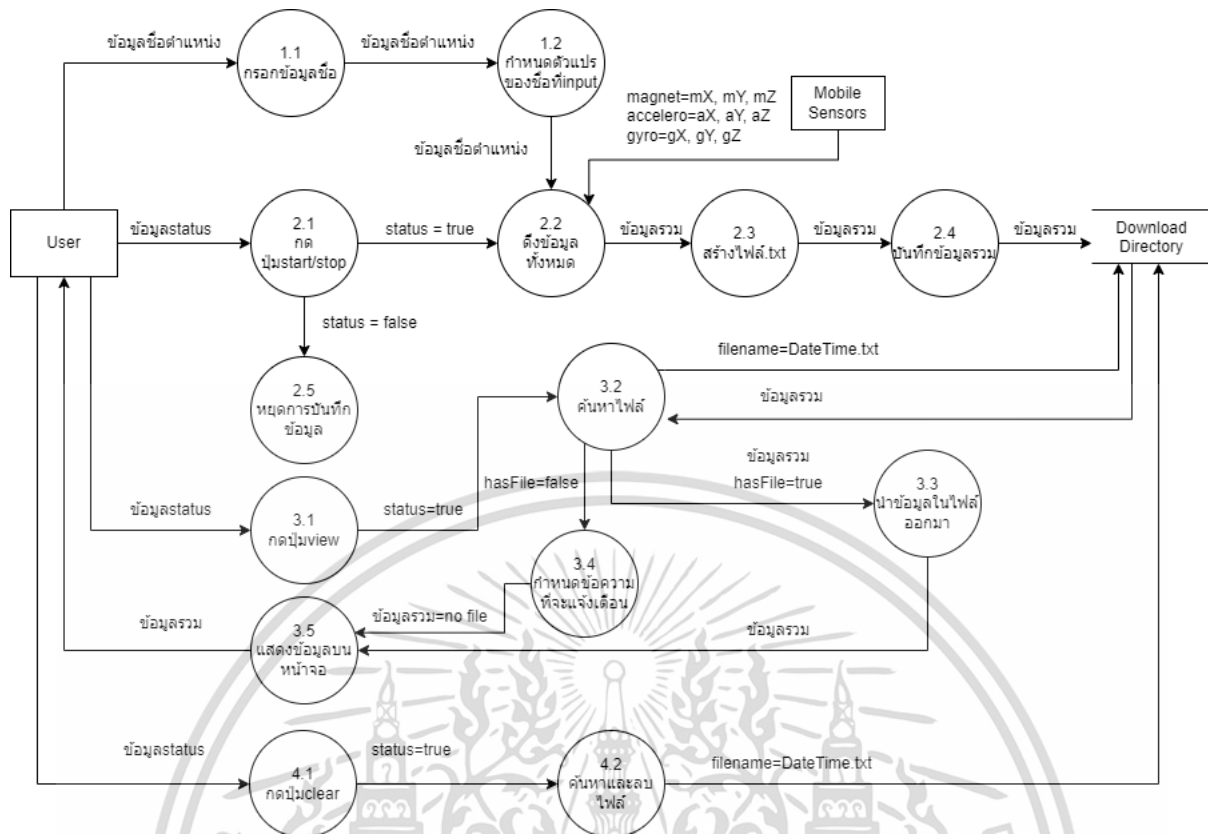 ข้อมูลชื่อตำแหน่ง
1.1
กรอกข้อมูลชื่อ
ข้อมูลชื่อตำแหน่ง
1.2
กำหนดตัวแปร
ของชื่อที่input
magnet=mX, mY, mZ
accelero=aX, aY, aZ
gyro=gX, gY, gZ
Mobile
Sensors
ข้อมูลชื่อตำแหน่ง
User
ข้อมูลstatus
2.1
กด
ปุ่มstart/stop
status = true
2.2
ดึงข้อมูล
ทั้งหมด
ข้อมูลรวม
2.3
สร้างไฟล์.txt
ข้อมูลรวม
2.4
บันทึกข้อมูลรวม
ข้อมูลรวม
Download
Directory
status = false
2.5
หยุดการบันทึก
ข้อมูล
3.2
ค้นหาไฟล์
filename=DateTime.txt
ข้อมูลรวม
ข้อมูลstatus
3.1
กดปุ่มview
status=true
hasFile=false
ข้อมูลรวม
hasFile=true
3.3
นำข้อมูลในไฟล์
ออกมา
3.4
กำหนดข้อความ
ที่จะแจ้งเตือน
ข้อมูลรวม=no file
ข้อมูลรวม
3.5
แสดงข้อมูลบน
หน้าจอ
ข้อมูลรวม
ข้อมูลstatus
4.1
กดปุ่มclear
status=true
4.2
ค้นหาและลบ
ไฟล์
filename=DateTime.txt